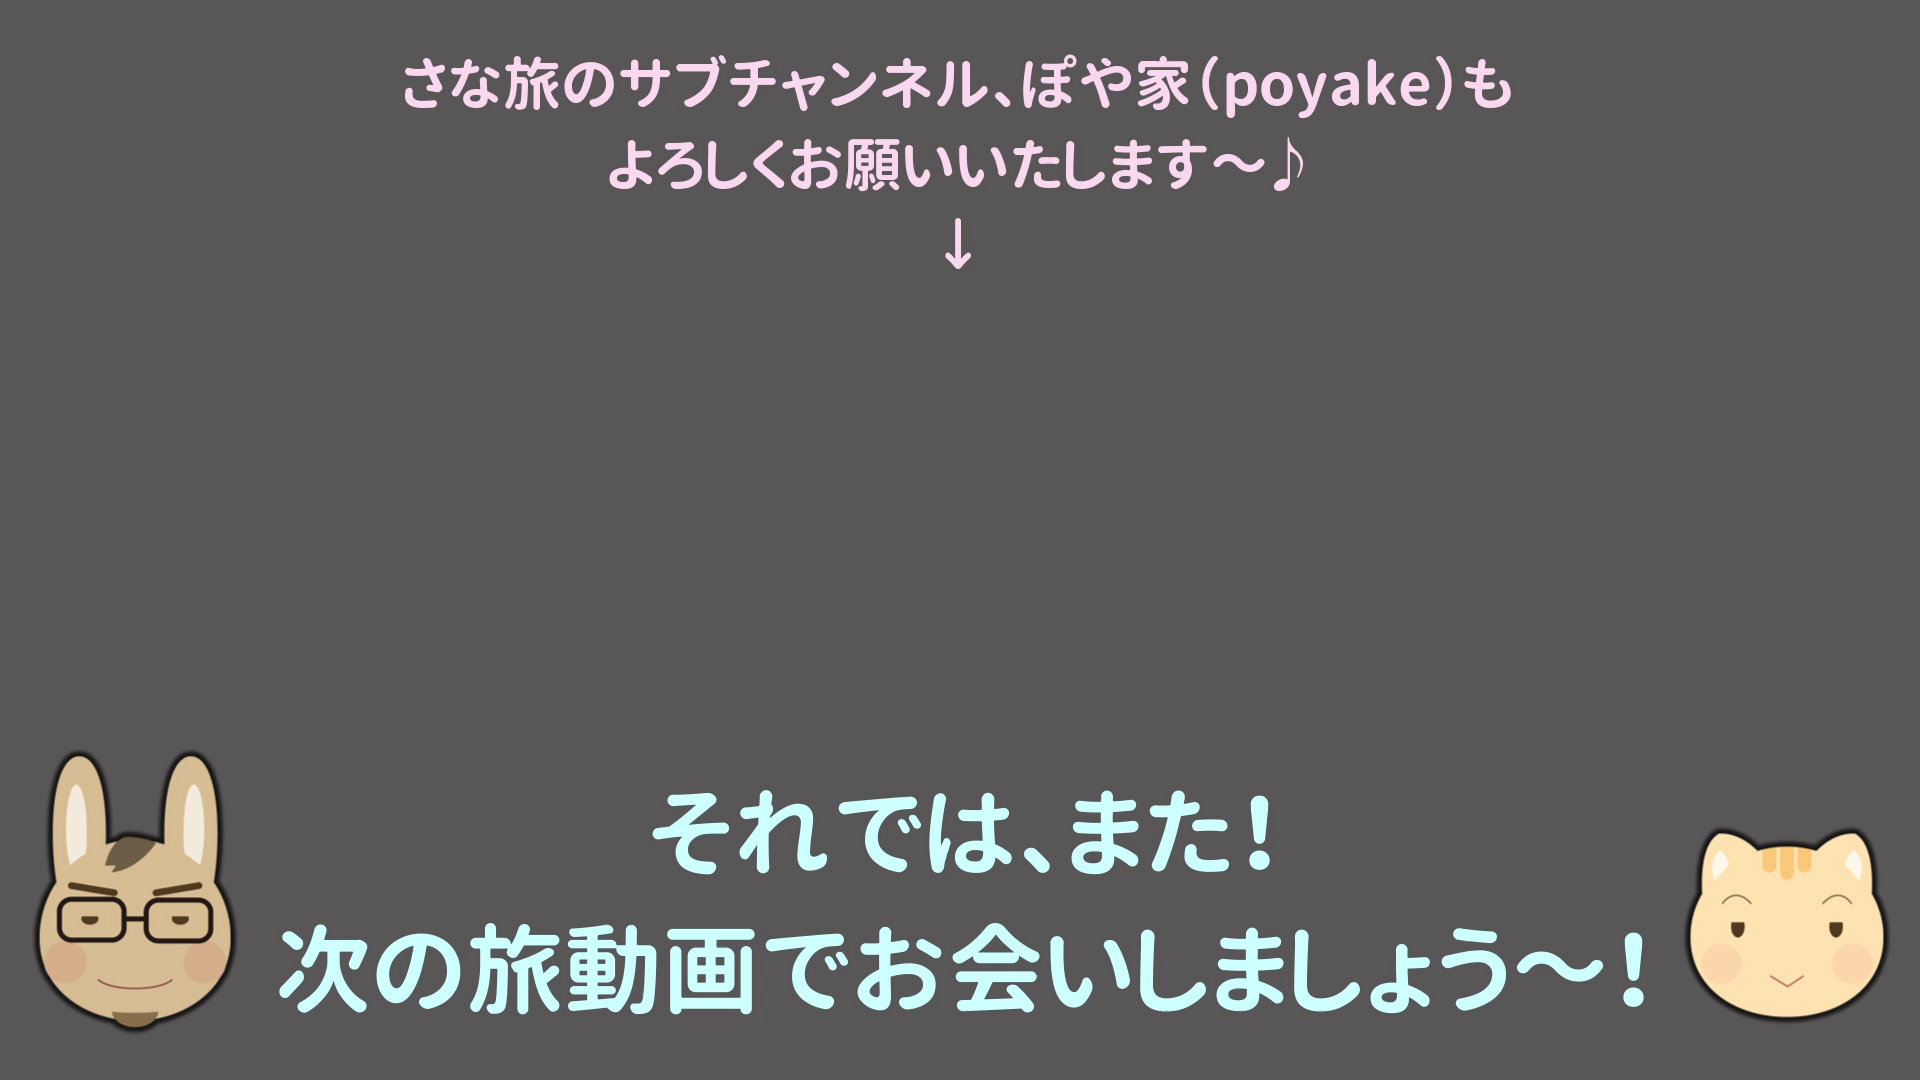 さな旅のサブチャンネル、ぽや家（poyake）も
よろしくお願いいたします～♪
↓
それでは、また！
次の旅動画でお会いしましょう～！